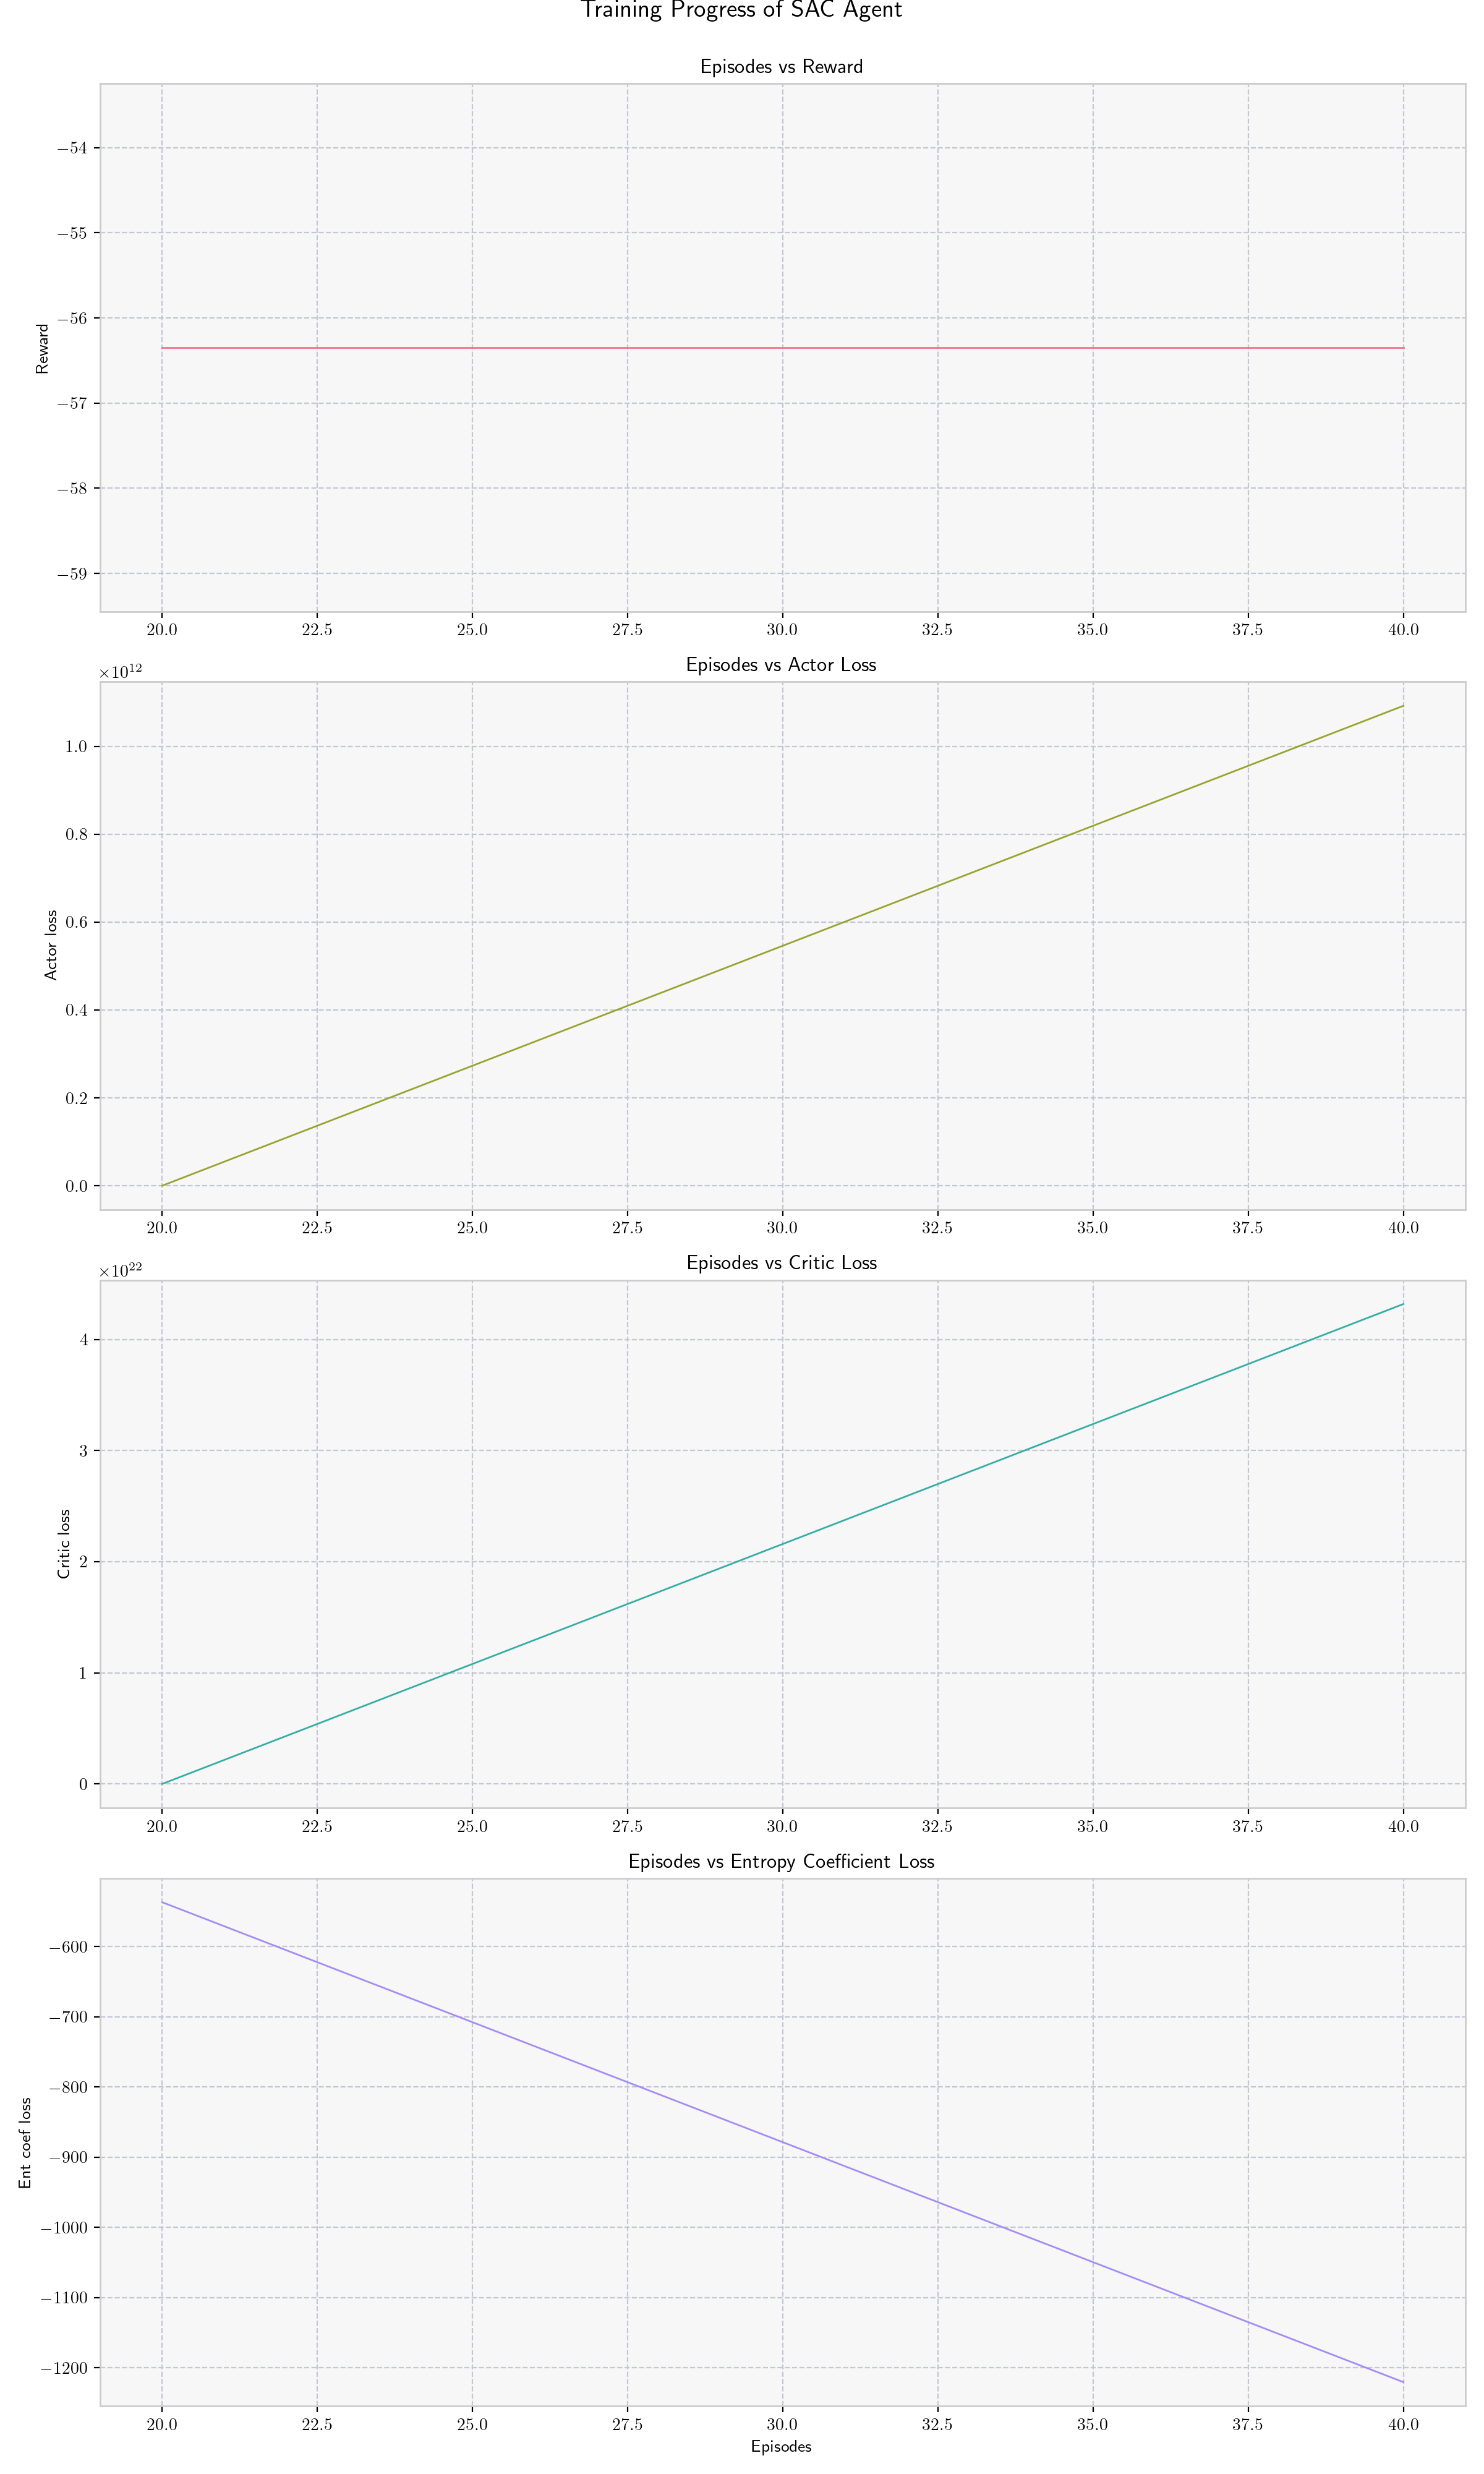 Training Progress of SAC Agent
Episodes vs Reward
−54
−55
−56
−57
−58
−59
Reward
20.0 22.5 25.0 27.5 30.0 32.5 35.0 37.5 40.0
Episodes vs Actor Loss
×10¹²
1.0
0.8
0.6
0.4
0.2
0.0
Actor loss
20.0 22.5 25.0 27.5 30.0 32.5 35.0 37.5 40.0
Episodes vs Critic Loss
×10²²
4
3
2
1
0
Critic loss
20.0 22.5 25.0 27.5 30.0 32.5 35.0 37.5 40.0
Episodes vs Entropy Coefficient Loss
−600
−700
−800
−900
−1000
−1100
−1200
Ent coef loss
20.0 22.5 25.0 27.5 30.0 32.5 35.0 37.5 40.0
Episodes